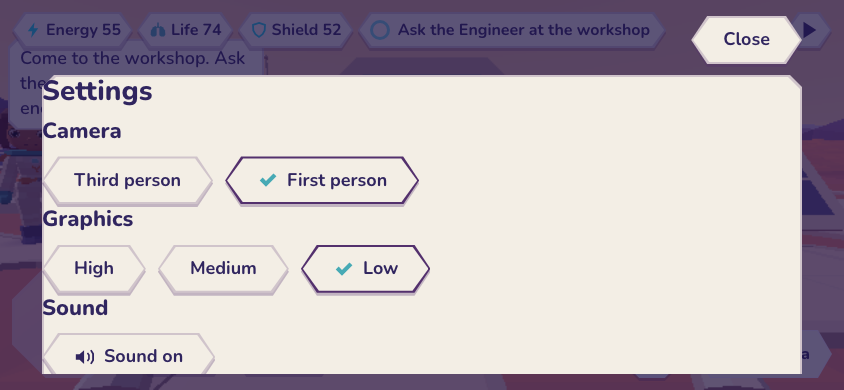 Energy 55
Life 74
Shield 52
Ask the Engineer at the workshop
Close
Come to the workshop. Ask
the
Settings
Camera
Third person
First person
Graphics
High
Medium
Low
Sound
Sound on